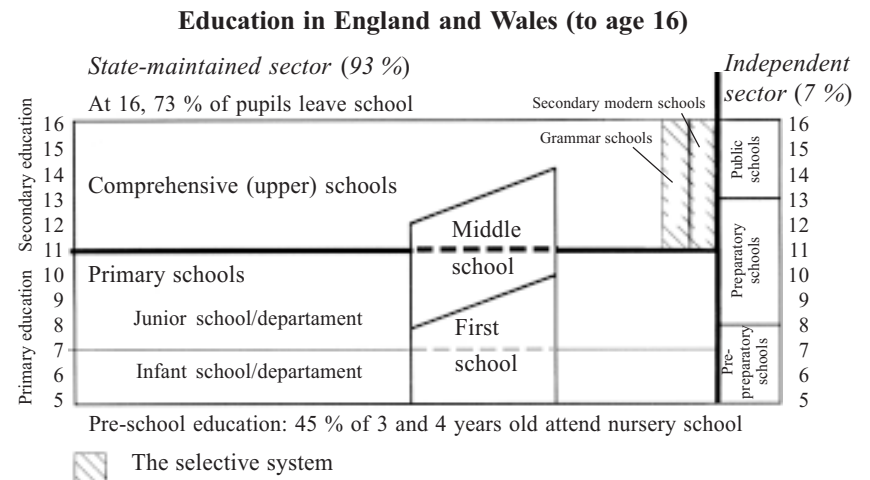 Education in England and Wales (to age 16)
State-maintained sector (93 %)
Independent
sector (7 %)
At 16, 73 % of pupils leave school
Secondary modern schools
Grammar schools
Secondary education
Primary education
16
15
14
13
12
11
10
9
8
7
6
5
Comprehensive (upper) schools
Middle
school
Primary schools
Junior school/departament
First
school
Infant school/departament
Public
schools
Preparatory
schools
Pre-
preparatory
schools
16
15
14
13
12
11
10
9
8
7
6
5
Pre-school education: 45 % of 3 and 4 years old attend nursery school
The selective system